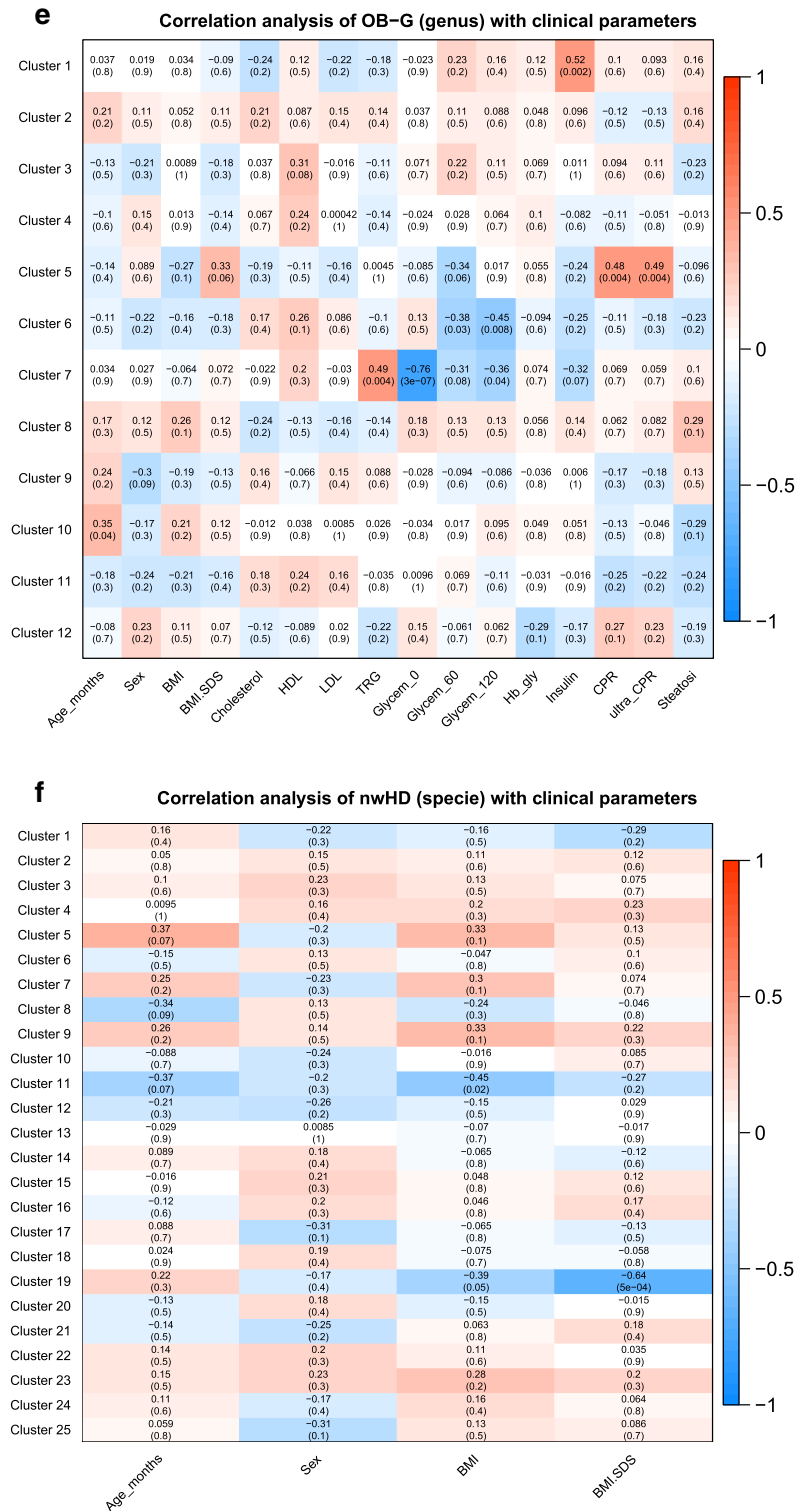 e
Correlation analysis of OB−G (genus) with clinical parameters
Cluster 1 0.037 0.019 0.034 −0.09 −0.24 0.12 −0.22 −0.18 −0.023 0.23 0.16 0.12 0.52 0.1 0.093 0.16
(0.8) (0.9) (0.8) (0.6) (0.2) (0.5) (0.2) (0.3) (0.9) (0.2) (0.4) (0.5) (0.002) (0.6) (0.6) (0.4)
Cluster 2 0.21 0.11 0.052 0.11 0.21 0.087 0.15 0.14 0.037 0.11 0.088 0.048 0.096 −0.12 −0.13 0.16
(0.2) (0.5) (0.8) (0.5) (0.2) (0.6) (0.4) (0.4) (0.8) (0.5) (0.6) (0.8) (0.6) (0.5) (0.5) (0.4)
Cluster 3 −0.13 −0.21 0.0089 −0.18 0.037 0.31 −0.016 −0.11 0.071 0.22 0.11 0.069 0.011 0.094 0.11 −0.23
(0.5) (0.3) (1) (0.3) (0.8) (0.08) (0.9) (0.6) (0.7) (0.2) (0.5) (0.7) (1) (0.6) (0.6) (0.2)
Cluster 4 −0.1 0.15 0.013 −0.14 0.067 0.24 0.00042 −0.14 −0.024 0.028 0.064 0.1 −0.082 −0.11 −0.051 −0.013
(0.6) (0.4) (0.9) (0.4) (0.7) (0.2) (1) (0.4) (0.9) (0.9) (0.7) (0.6) (0.6) (0.5) (0.8) (0.9)
Cluster 5 −0.14 0.089 −0.27 0.33 −0.19 −0.11 −0.16 0.0045 −0.085 −0.34 0.017 0.055 −0.24 0.48 0.49 −0.096
(0.4) (0.6) (0.1) (0.06) (0.3) (0.5) (0.4) (1) (0.6) (0.06) (0.9) (0.8) (0.2) (0.004) (0.004) (0.6)
Cluster 6 −0.11 −0.22 −0.16 −0.18 0.17 0.26 0.086 −0.1 0.13 −0.38 −0.45 −0.094 −0.25 −0.11 −0.18 −0.23
(0.5) (0.2) (0.4) (0.3) (0.4) (0.1) (0.6) (0.6) (0.5) (0.03) (0.008) (0.6) (0.2) (0.5) (0.3) (0.2)
Cluster 7 0.034 0.027 −0.064 0.072 −0.022 0.2 −0.03 0.49 −0.76 −0.31 −0.36 0.074 −0.32 0.069 0.059 0.1
(0.9) (0.9) (0.7) (0.7) (0.9) (0.3) (0.9) (0.004) (3e−07) (0.08) (0.04) (0.7) (0.07) (0.7) (0.7) (0.6)
Cluster 8 0.17 0.12 0.26 0.12 −0.24 −0.13 −0.16 −0.14 0.18 0.13 0.13 0.056 0.14 0.062 0.082 0.29
(0.3) (0.5) (0.1) (0.5) (0.2) (0.5) (0.4) (0.4) (0.3) (0.5) (0.5) (0.8) (0.4) (0.7) (0.7) (0.1)
Cluster 9 0.24 −0.3 −0.19 −0.13 0.16 −0.066 0.15 0.088 −0.028 −0.094 −0.086 −0.036 0.006 −0.17 −0.18 0.13
(0.2) (0.09) (0.3) (0.5) (0.4) (0.7) (0.4) (0.6) (0.9) (0.6) (0.6) (0.8) (1) (0.3) (0.3) (0.5)
Cluster 10 0.35 −0.17 0.21 0.12 −0.012 0.038 0.0085 0.026 −0.034 0.017 0.095 0.049 0.051 −0.13 −0.046 −0.29
(0.04) (0.3) (0.2) (0.5) (0.9) (0.8) (1) (0.9) (0.8) (0.9) (0.6) (0.8) (0.8) (0.5) (0.8) (0.1)
Cluster 11 −0.18 −0.24 −0.21 −0.16 0.18 0.24 0.16 −0.035 0.0096 0.069 −0.11 −0.031 −0.016 −0.25 −0.22 −0.24
(0.3) (0.2) (0.3) (0.4) (0.3) (0.2) (0.4) (0.8) (1) (0.7) (0.6) (0.9) (0.9) (0.2) (0.2) (0.2)
Cluster 12 −0.08 0.23 0.11 0.07 −0.12 −0.089 0.02 −0.22 0.15 −0.061 0.062 −0.29 −0.17 0.27 0.23 −0.19
(0.7) (0.2) (0.5) (0.7) (0.5) (0.6) (0.9) (0.2) (0.4) (0.7) (0.7) (0.1) (0.3) (0.1) (0.2) (0.3)
Age_months Sex BMI BMI.SDS Cholesterol HDL LDL TRG Glycem_0 Glycem_60 Glycem_120 Hb_gly Insulin CPR ultra_CPR Steatosi
1
0.5
0
−0.5
−1
f
Correlation analysis of nwHD (specie) with clinical parameters
Cluster 1 0.16 −0.22 −0.16 −0.29
(0.4) (0.3) (0.5) (0.2)
Cluster 2 0.05 0.15 0.11 0.12
(0.8) (0.5) (0.6) (0.6)
Cluster 3 0.1 0.23 0.13 0.075
(0.6) (0.3) (0.5) (0.7)
Cluster 4 0.0095 0.16 0.2 0.23
(1) (0.4) (0.3) (0.3)
Cluster 5 0.37 −0.2 0.33 0.13
(0.07) (0.3) (0.1) (0.5)
Cluster 6 −0.15 0.13 −0.047 0.1
(0.5) (0.5) (0.8) (0.6)
Cluster 7 0.25 −0.23 0.3 0.074
(0.2) (0.3) (0.1) (0.7)
Cluster 8 −0.34 0.13 −0.24 −0.046
(0.09) (0.5) (0.3) (0.8)
Cluster 9 0.26 0.14 0.33 0.22
(0.2) (0.5) (0.1) (0.3)
Cluster 10 −0.088 −0.24 −0.016 0.085
(0.7) (0.3) (0.9) (0.7)
Cluster 11 −0.37 −0.2 −0.45 −0.27
(0.07) (0.3) (0.02) (0.2)
Cluster 12 −0.21 −0.26 −0.15 0.029
(0.3) (0.2) (0.5) (0.9)
Cluster 13 −0.029 0.0085 −0.07 −0.017
(0.9) (1) (0.7) (0.9)
Cluster 14 0.089 0.18 −0.065 −0.12
(0.7) (0.4) (0.8) (0.6)
Cluster 15 −0.016 0.21 0.048 0.12
(0.9) (0.3) (0.8) (0.6)
Cluster 16 −0.12 0.2 0.046 0.17
(0.6) (0.3) (0.8) (0.4)
Cluster 17 0.088 −0.31 −0.065 −0.13
(0.7) (0.1) (0.8) (0.5)
Cluster 18 0.024 0.19 −0.075 −0.058
(0.9) (0.4) (0.7) (0.8)
Cluster 19 0.22 −0.17 −0.39 −0.64
(0.3) (0.4) (0.05) (5e−04)
Cluster 20 −0.13 0.18 −0.15 −0.015
(0.5) (0.4) (0.5) (0.9)
Cluster 21 −0.14 −0.25 0.063 0.18
(0.5) (0.2) (0.8) (0.4)
Cluster 22 0.14 0.2 0.11 0.035
(0.5) (0.3) (0.6) (0.9)
Cluster 23 0.15 0.23 0.28 0.2
(0.5) (0.3) (0.2) (0.3)
Cluster 24 0.11 −0.17 0.16 0.064
(0.6) (0.4) (0.4) (0.8)
Cluster 25 0.059 −0.31 0.13 0.086
(0.8) (0.1) (0.5) (0.7)
Age_months Sex BMI BMI.SDS
1
0.5
0
−0.5
−1